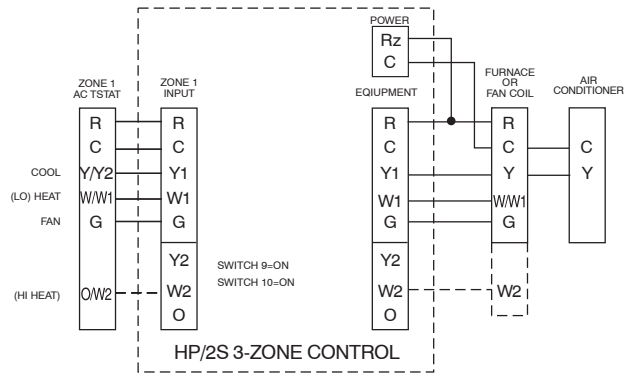 POWER
Rz
C
ZONE 1
AC TSTAT
ZONE 1
INPUT
EQIUPMENT
FURNACE
OR
FAN COIL
AIR
CONDITIONER
R
R
R
R
C
C
C
C
C
COOL
Y/Y2
Y1
Y1
Y
Y
(LO) HEAT
W/W1
W1
W1
W/W1
FAN
G
G
G
G
Y2
SWITCH 9=ON
Y2
SWITCH 10=ON
(HI HEAT)
O/W2
W2
W2
W2
O
O
HP/2S 3-ZONE CONTROL